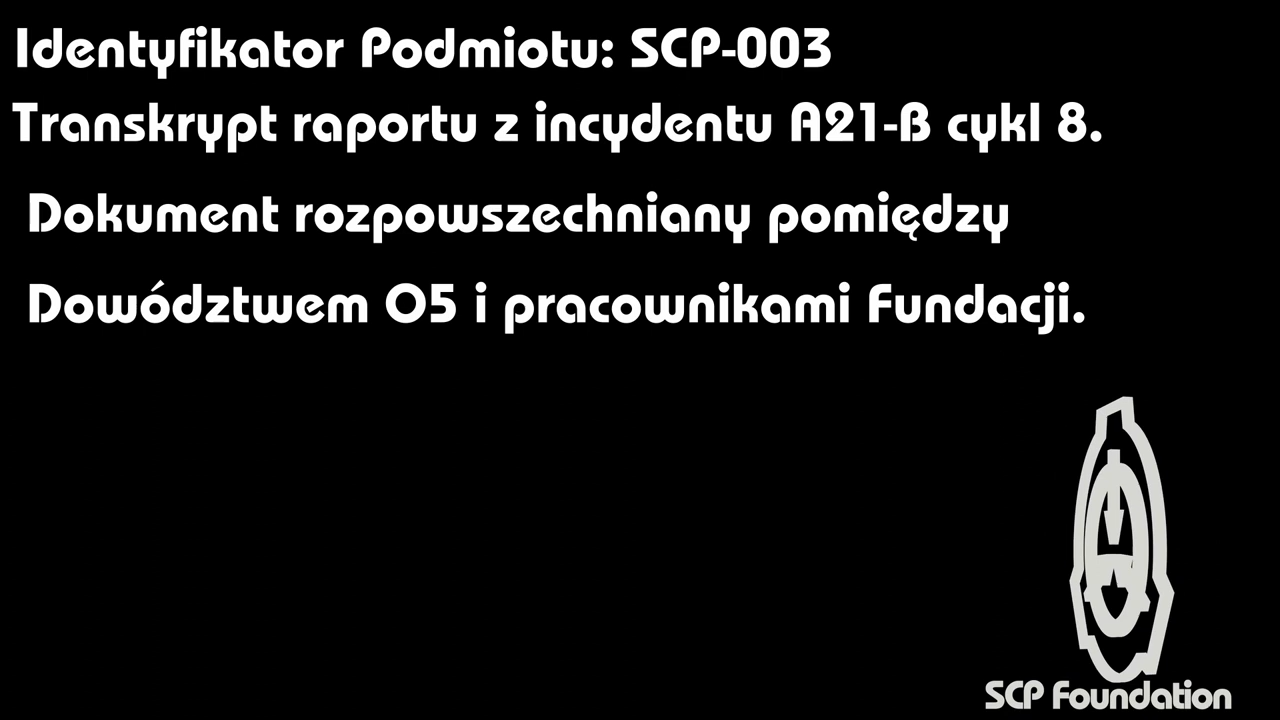 Identyfikator Podmiotu: SCP-003
Transkrypt raportu z incydentu A21-B cykl 8.
Dokument rozpowszechniany pomiędzy
Dowództwem O5 i pracownikami Fundacji.
SCP Foundation